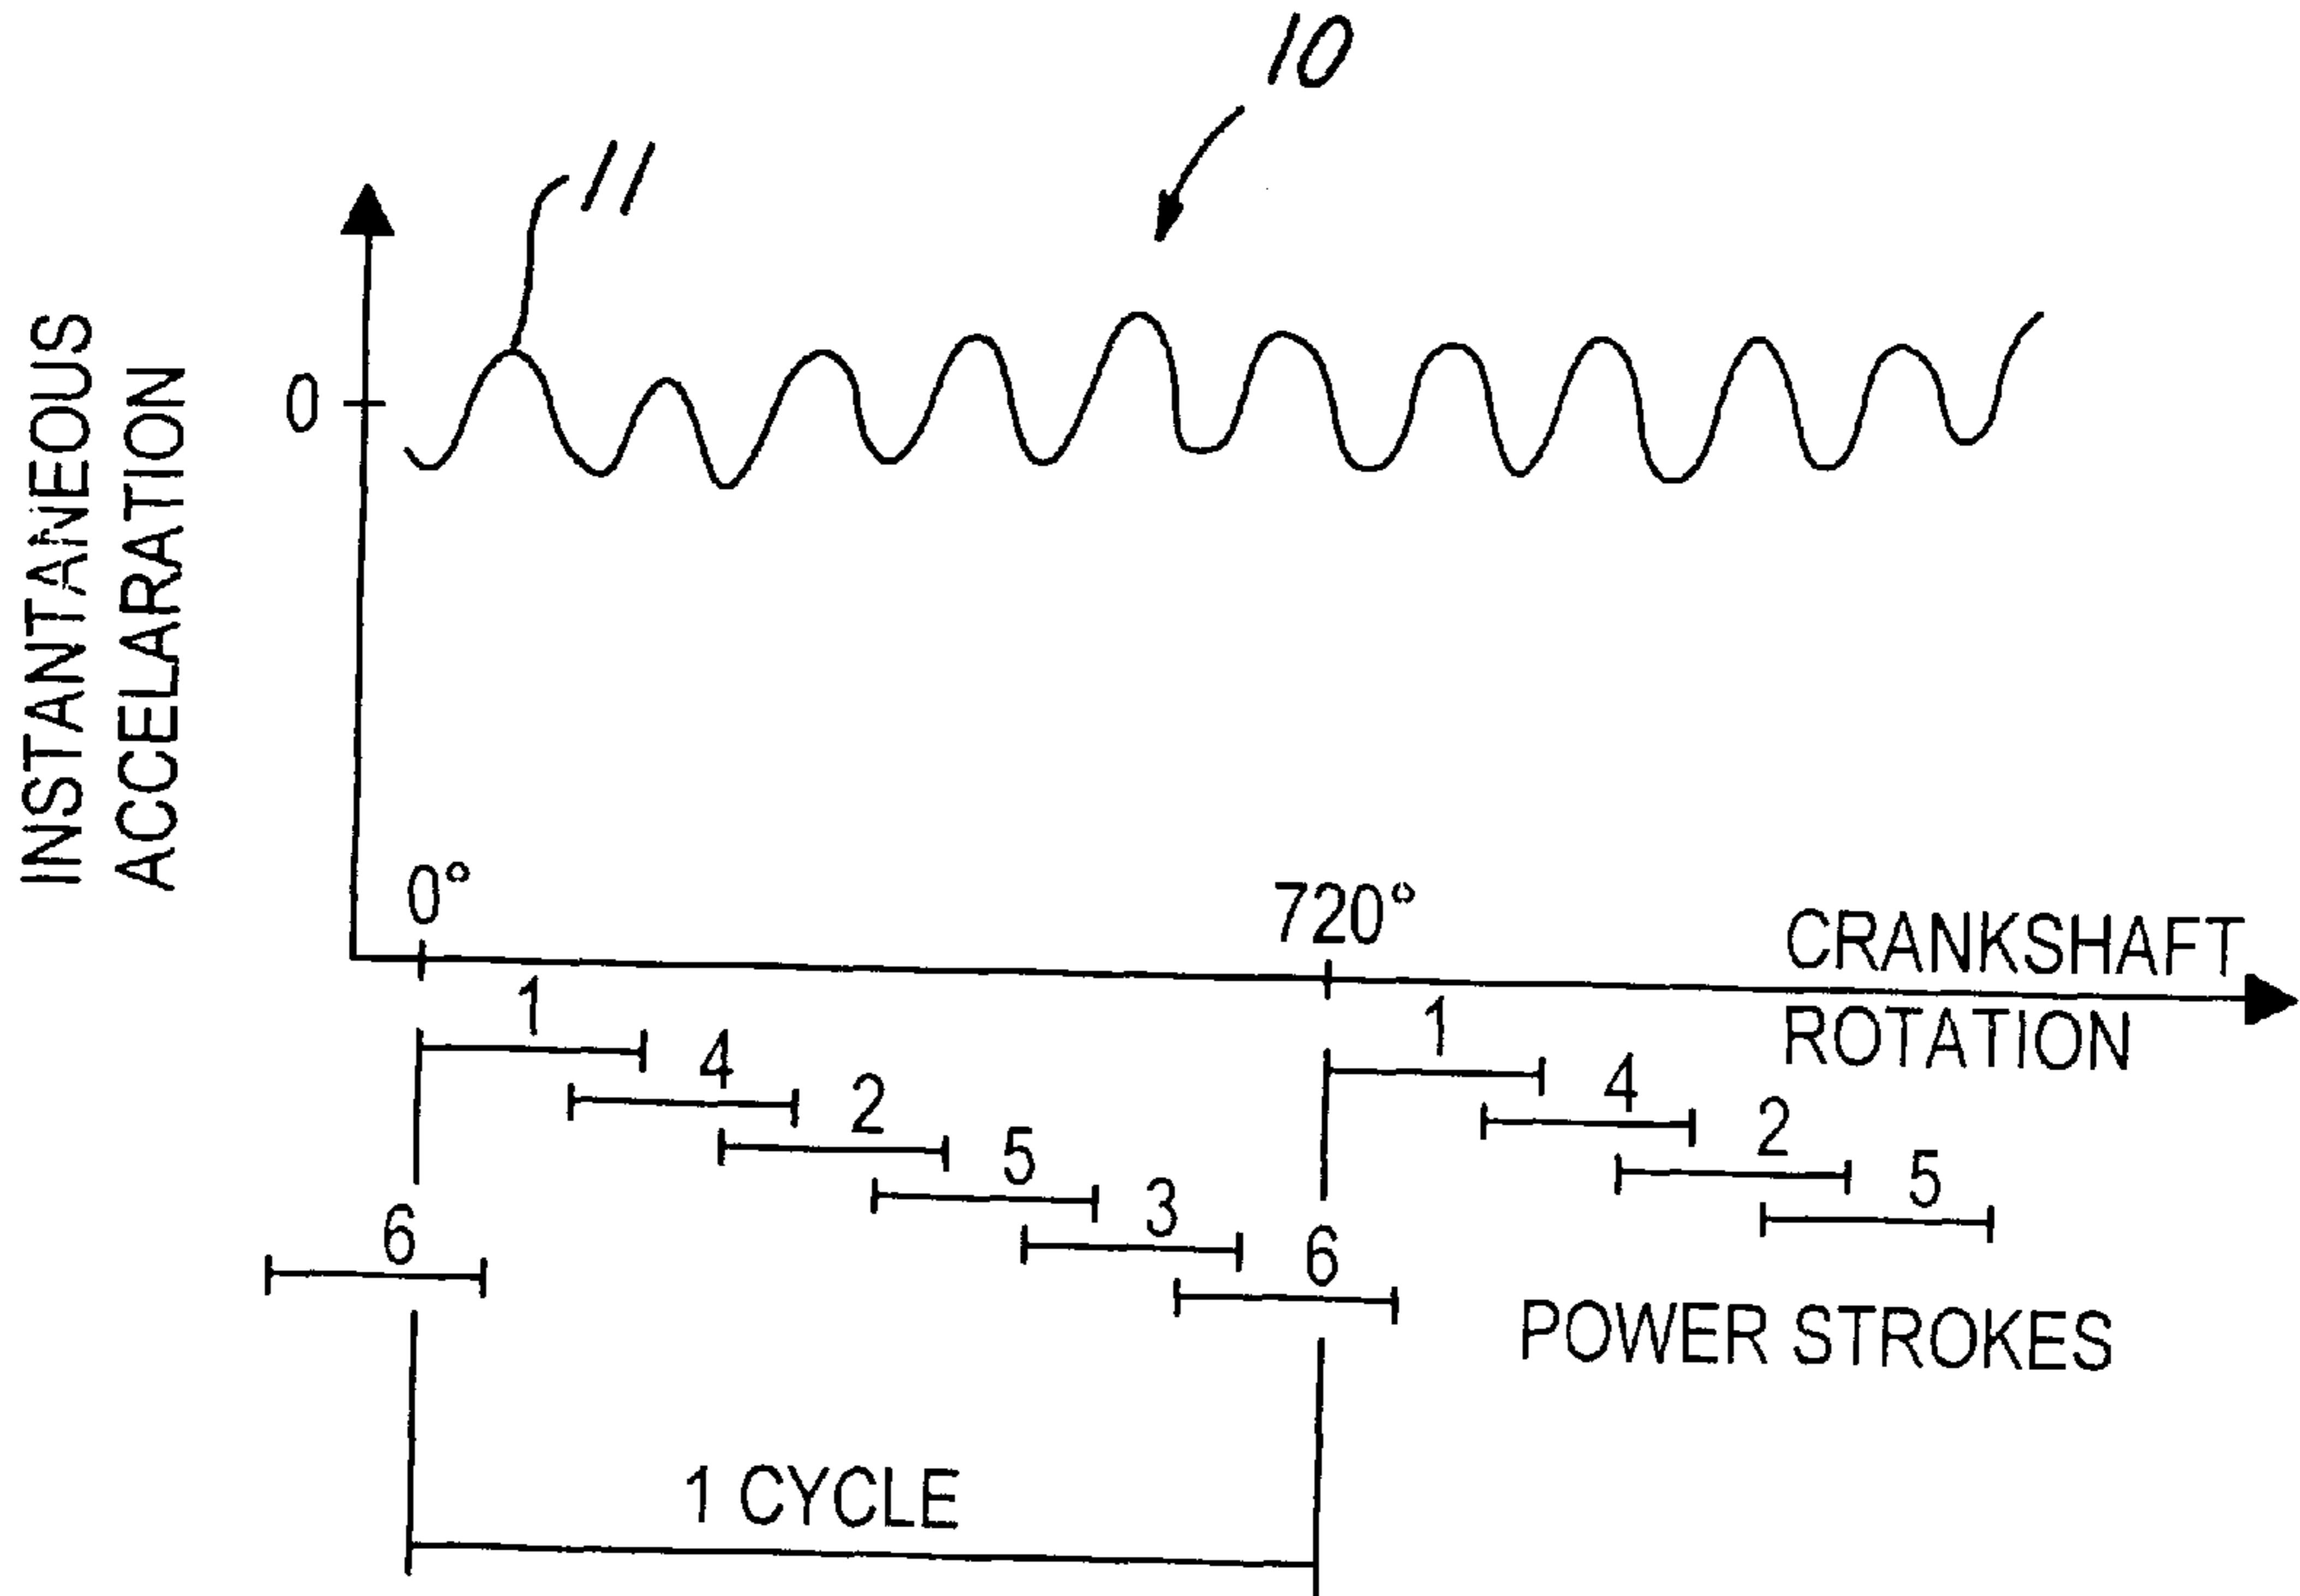 10
11
INSTANTANEOUS
ACCELARATION
0
0°
720°
CRANKSHAFT
ROTATION
1
1
4
4
2
2
5
5
3
6
6
POWER STROKES
1 CYCLE